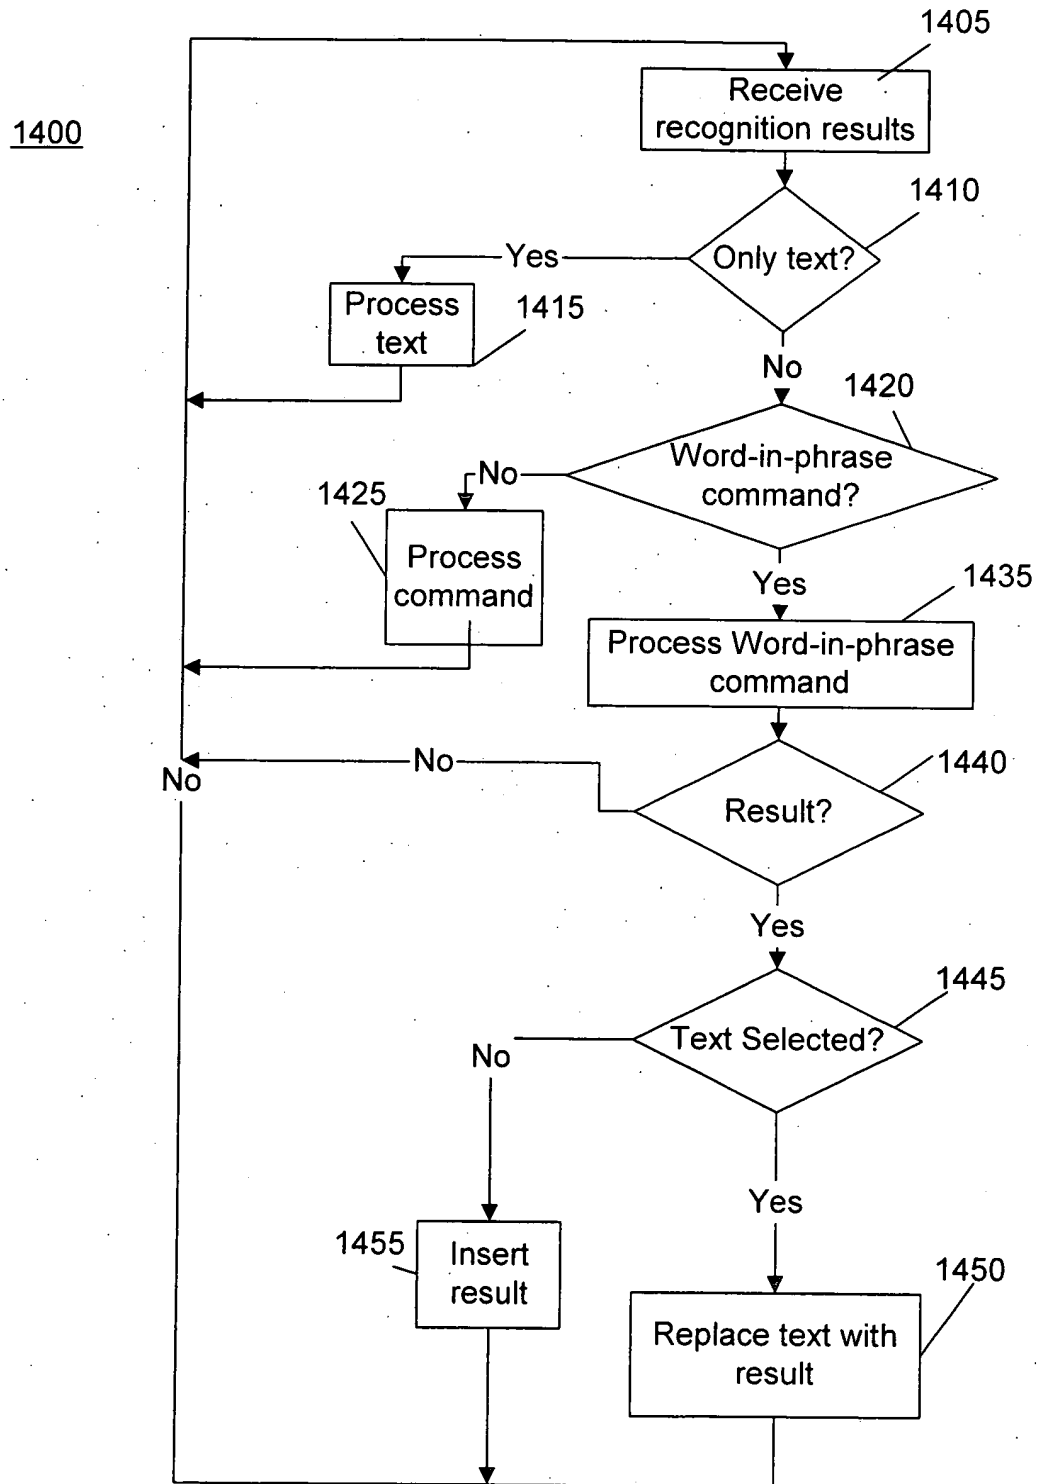 1405
1400
Receive
recognition results
1410
Only text?
Yes
Process
text
1415
No
1420
Word-in-phrase
command?
No
1425
Process
command
Yes
1435
Process Word-in-phrase
command
No
No
1440
Result?
Yes
1445
Text Selected?
No
Yes
1455
Insert
result
1450
Replace text with
result